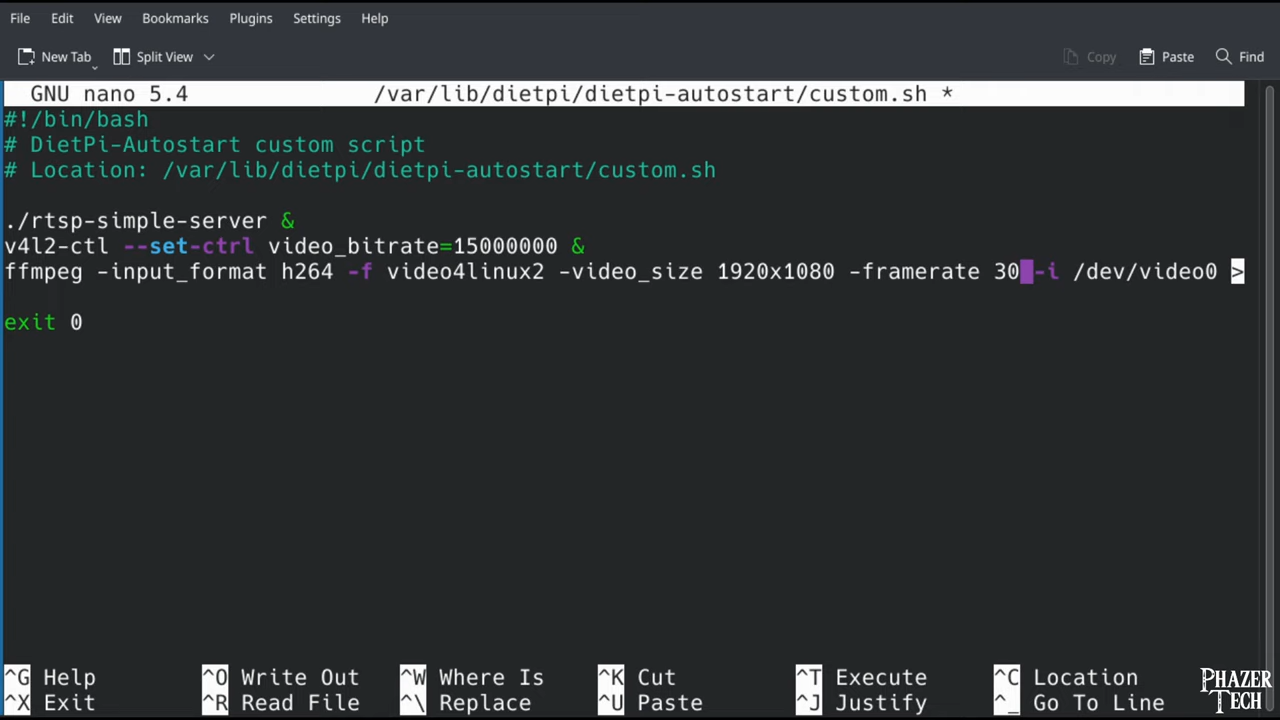 File Edit View Bookmarks Plugins Settings Help
New Tab Split View Copy Paste Find
GNU nano 5.4 /var/lib/dietpi/dietpi-autostart/custom.sh *
#!/bin/bash
# DietPi-Autostart custom script
# Location: /var/lib/dietpi/dietpi-autostart/custom.sh
./rtsp-simple-server &
v4l2-ctl --set-ctrl video_bitrate=15000000 &
ffmpeg -input_format h264 -f video4linux2 -video_size 1920x1080 -framerate 30 -i /dev/video0 >
exit 0
^G Help ^O Write Out ^W Where Is ^K Cut ^T Execute ^C Location
^X Exit ^R Read File ^\ Replace ^U Paste ^J Justify ^_ Go To Line
PHAZER
TECH